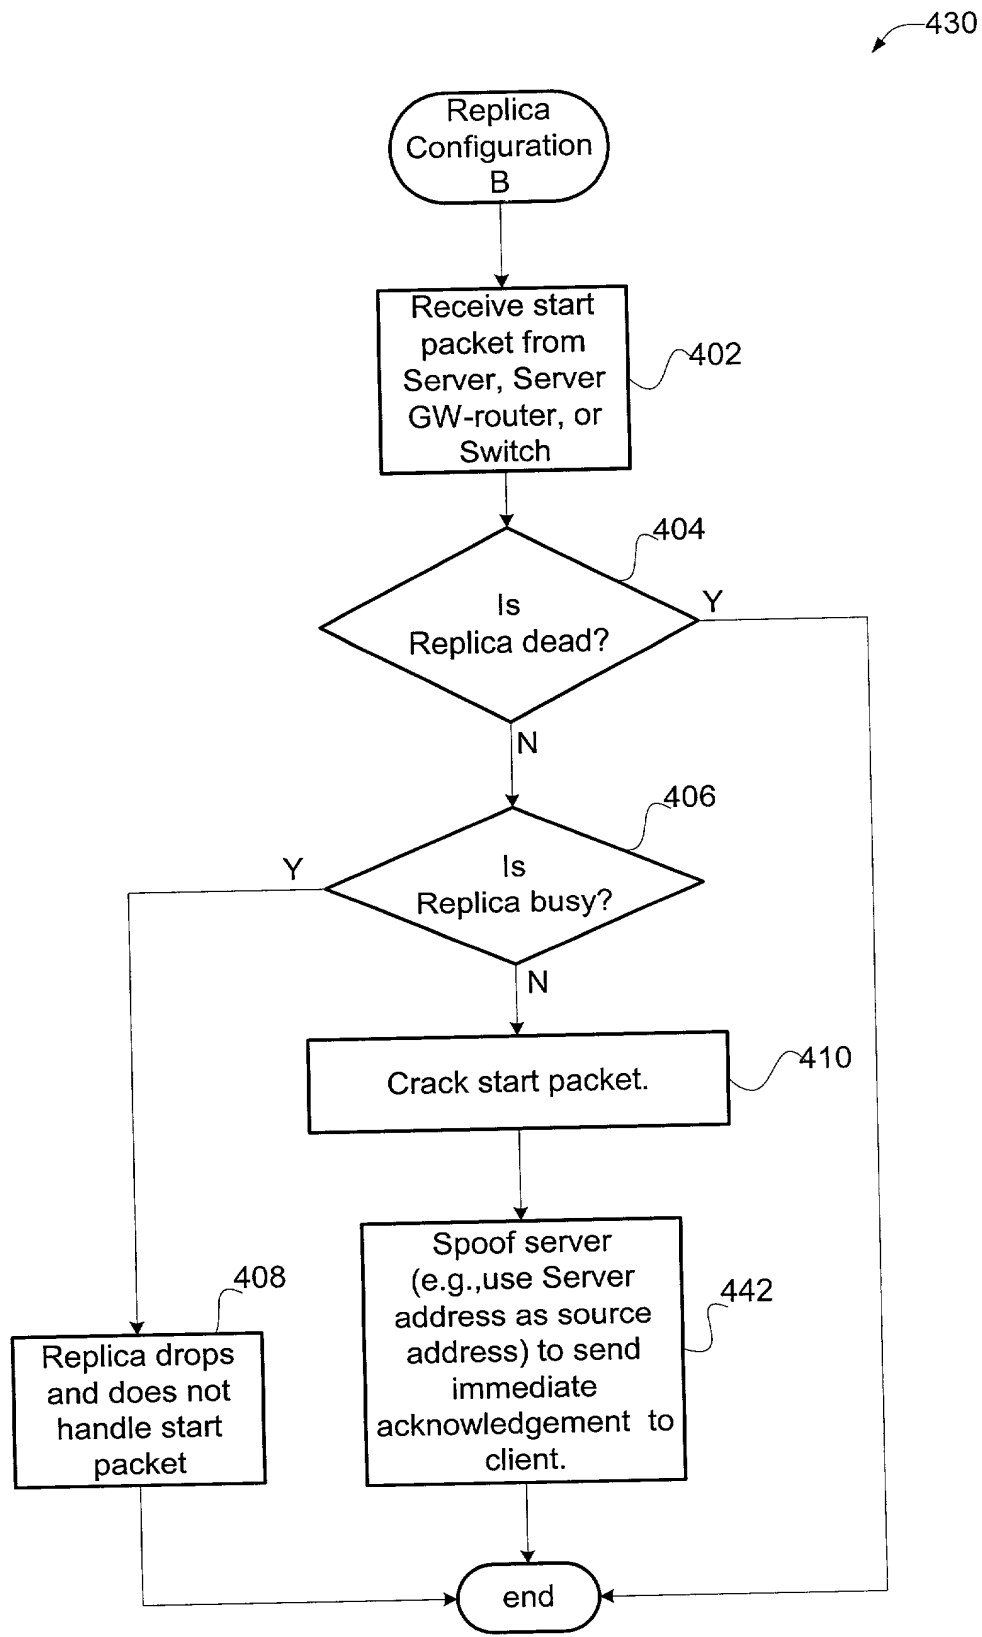 430
Replica
Configuration
B
Receive start
packet from
Server, Server
GW-router, or
Switch
402
404
Is
Replica dead?
Y
N
406
Is
Replica busy?
Y
N
Crack start packet.
410
Spoof server
(e.g.,use Server
address as source
address) to send
immediate
acknowledgement to
client.
442
408
Replica drops
and does not
handle start
packet
end